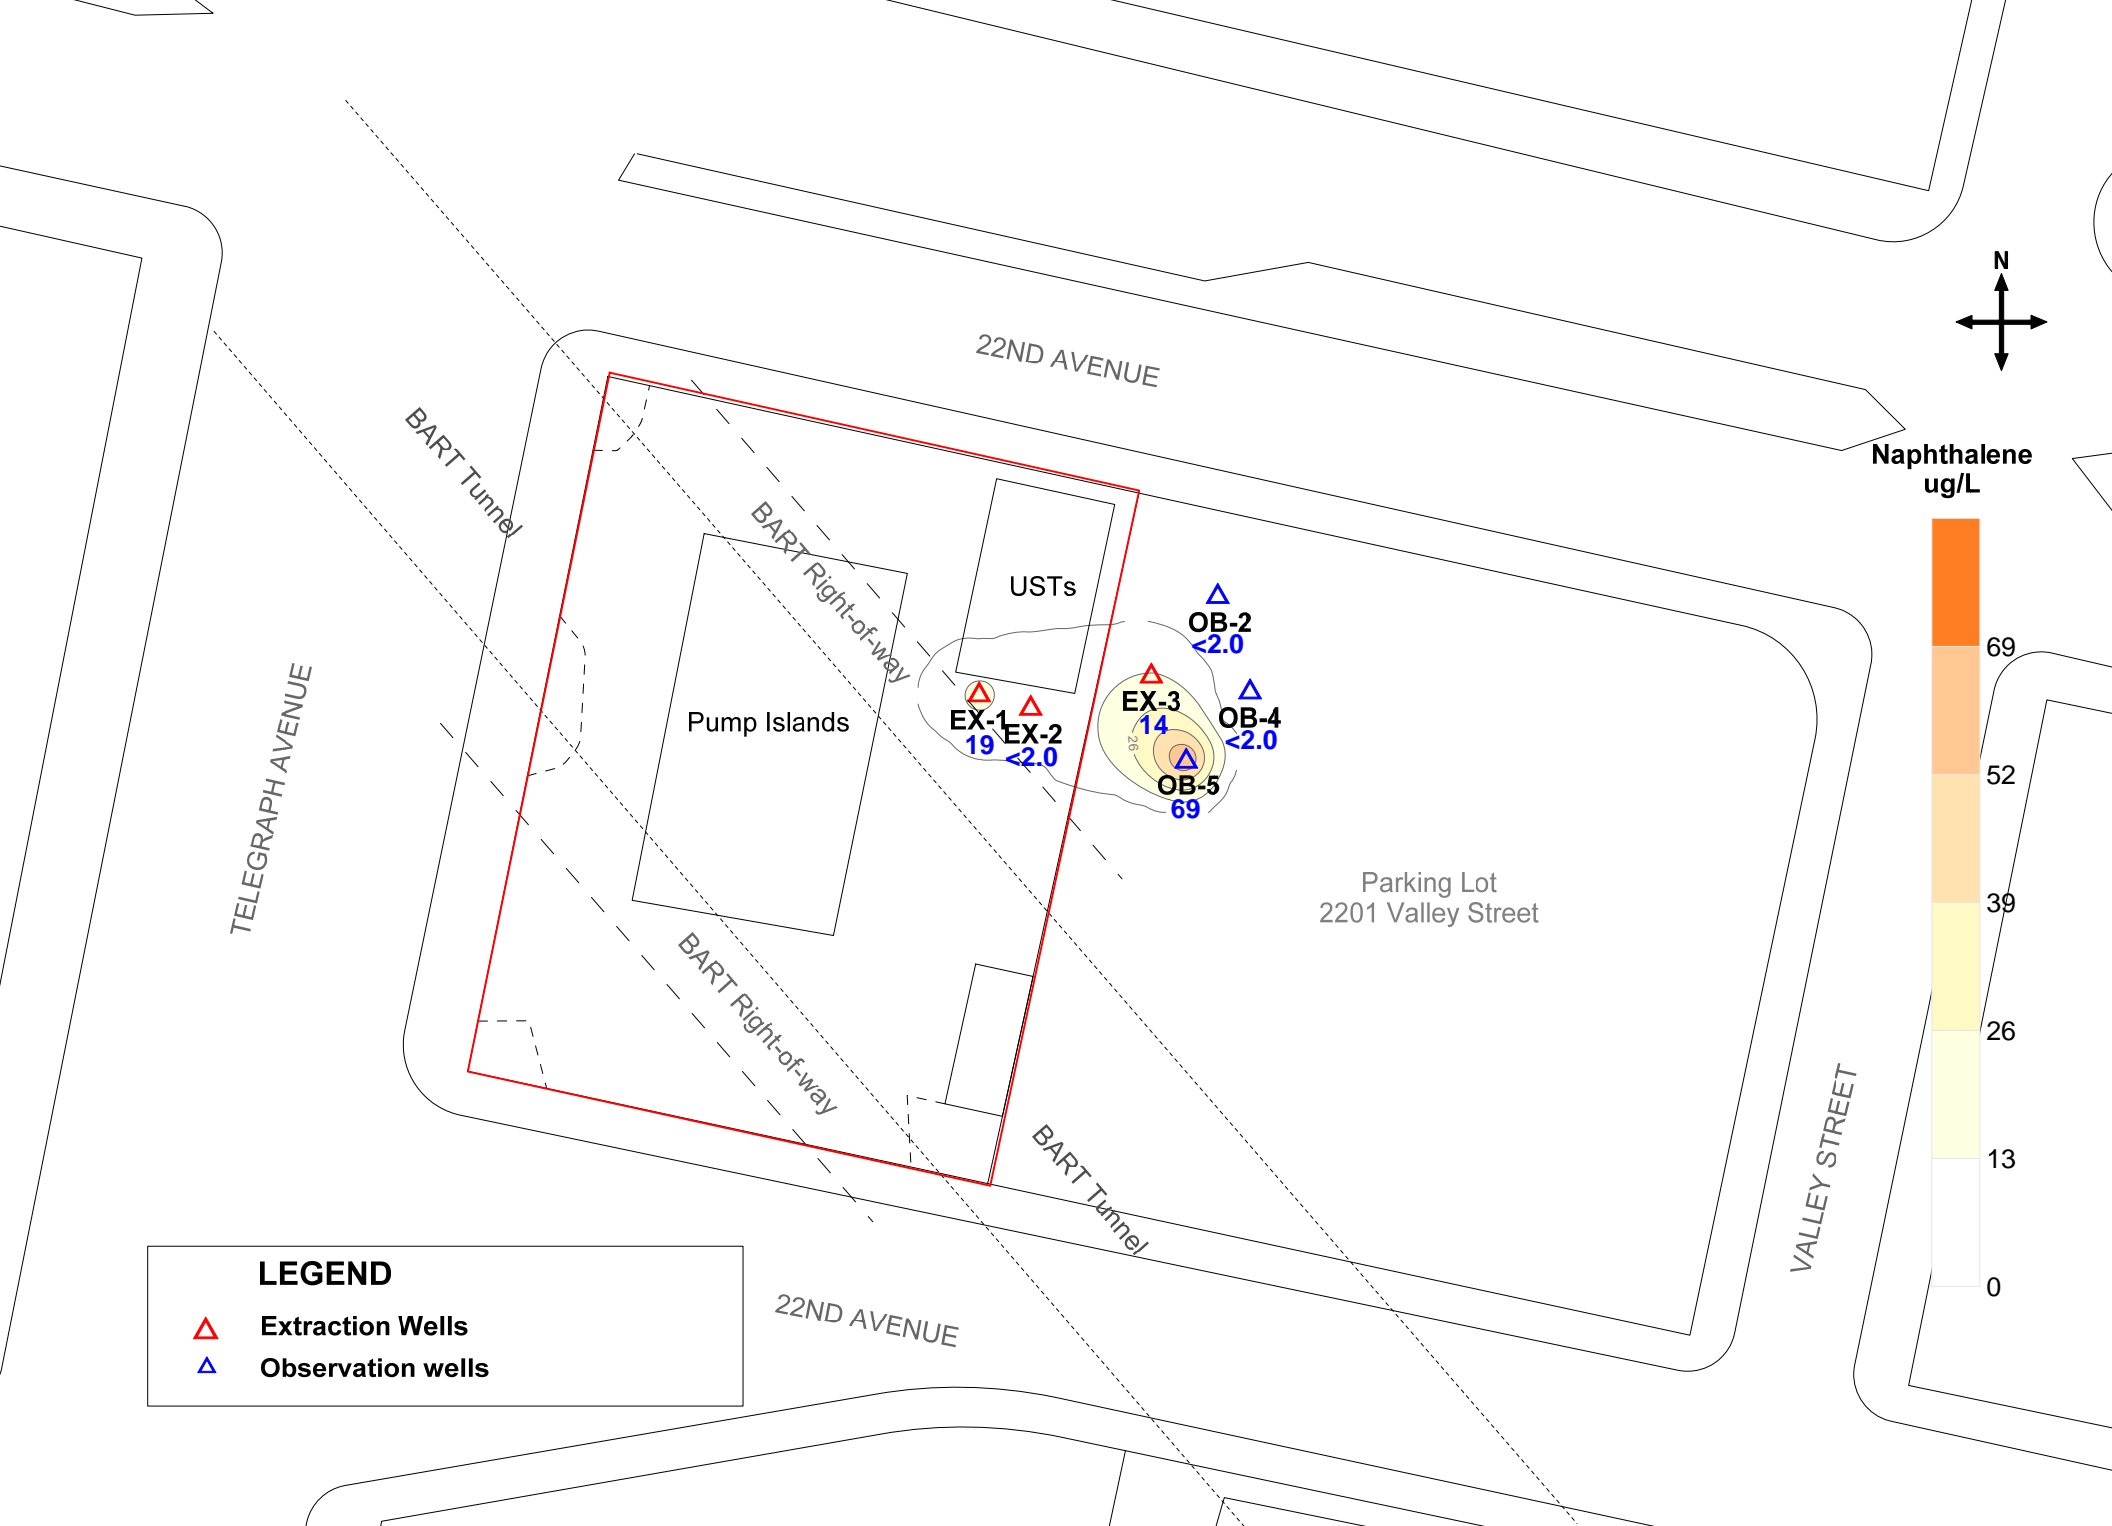 N
22ND AVENUE
BART Tunnel
Naphthalene
ug/L
BART Right-of-way
USTs
OB-2
<2.0
69
EX-1
19
EX-2
<2.0
EX-3
14
OB-4
<2.0
26
OB-5
69
Pump Islands
TELEGRAPH AVENUE
52
39
26
13
0
Parking Lot
2201 Valley Street
BART Right-of-way
BART Tunnel
VALLEY STREET
22ND AVENUE
LEGEND
Extraction Wells
Observation wells